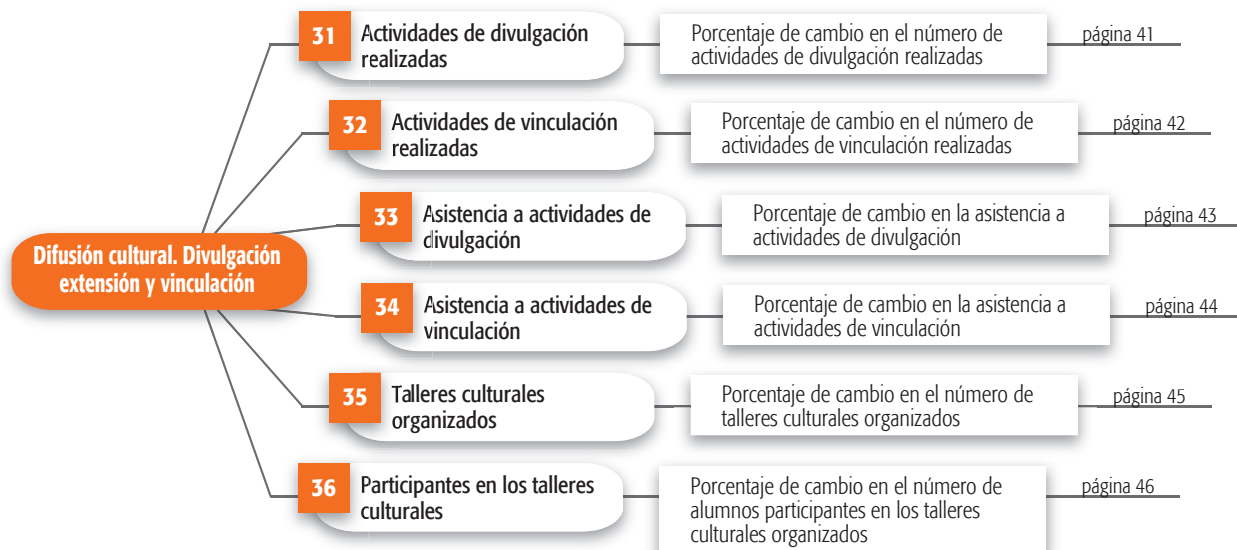 31
Actividades de divulgación
realizadas
Porcentaje de cambio en el número de
actividades de divulgación realizadas
página 41
32
Actividades de vinculación
realizadas
Porcentaje de cambio en el número de
actividades de vinculación realizadas
página 42
33
Asistencia a actividades de
divulgación
Porcentaje de cambio en la asistencia a
actividades de divulgación
página 43
Difusión cultural. Divulgación
extensión y vinculación
34
Asistencia a actividades de
vinculación
Porcentaje de cambio en la asistencia a
actividades de vinculación
página 44
35
Talleres culturales
organizados
Porcentaje de cambio en el número de
talleres culturales organizados
página 45
36
Participantes en los talleres
culturales
Porcentaje de cambio en el número de
alumnos participantes en los talleres
culturales organizados
página 46